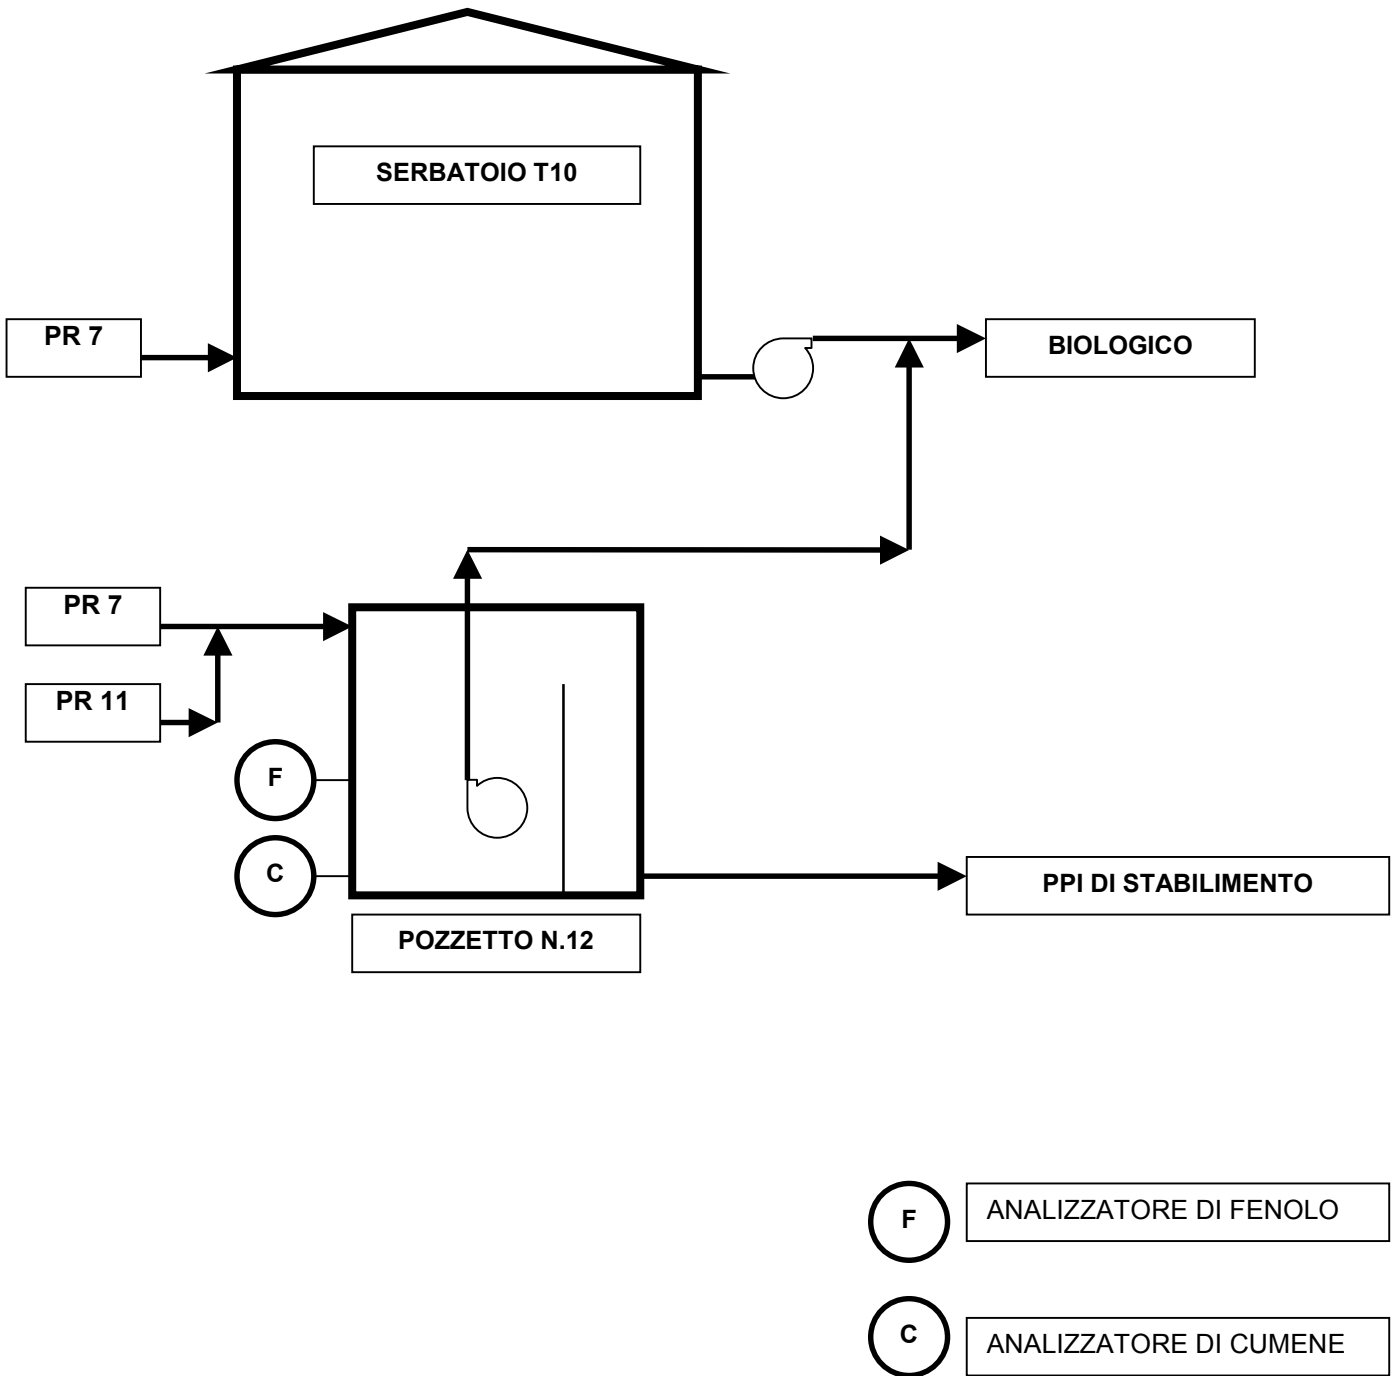 SERBATOIO T10
PR 7
BIOLOGICO
PR 7
PR 11
F
C
PPI DI STABILIMENTO
POZZETTO N.12
F
ANALIZZATORE DI FENOLO
C
ANALIZZATORE DI CUMENE